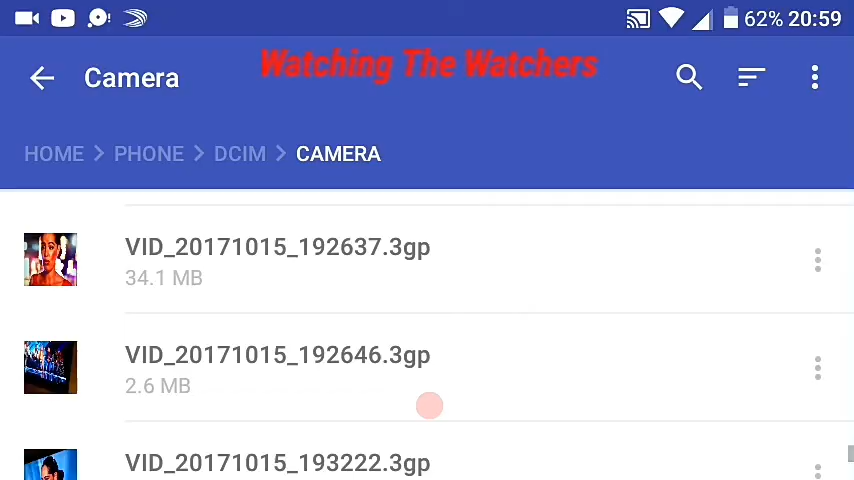 62% 20:59
Watching The Watchers
Camera
HOME > PHONE > DCIM > CAMERA
VID_20171015_192637.3gp
34.1 MB
VID_20171015_192646.3gp
2.6 MB
VID_20171015_193222.3gp